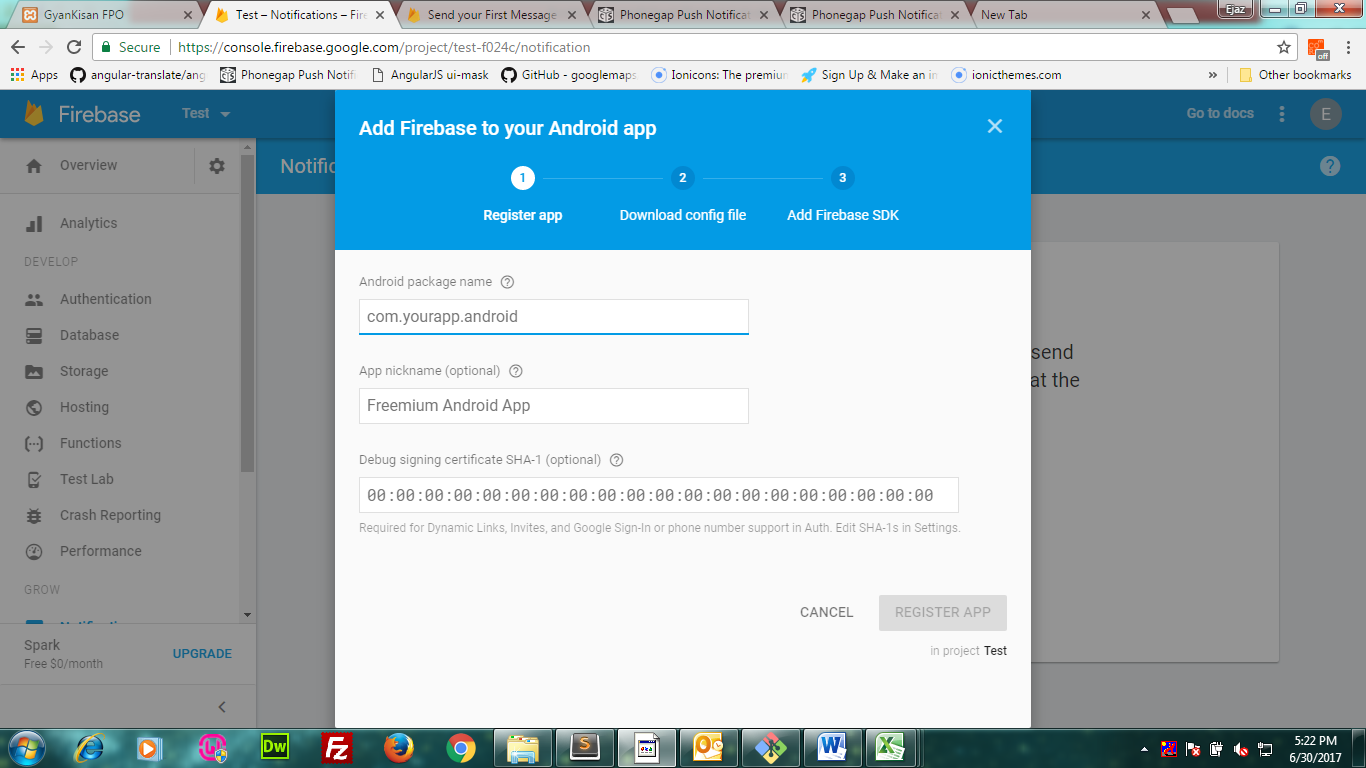 GyanKisan FPO
Test – Notifications – Fire
Send your First Message
Phonegap Push Notificat
Phonegap Push Notificat
New Tab
Ejaz
Secure
https://console.firebase.google.com/project/test-f024c/notification
off
Apps
angular-translate/ang
Phonegap Push Notifi
AngularJS ui-mask
GitHub - googlemaps
Ionicons: The premiun
Sign Up & Make an in
ionicthemes.com
»
Other bookmarks
Firebase
Test
Go to docs
E
Overview
Notific
Analytics
DEVELOP
Authentication
Database
Storage
Hosting
Functions
Test Lab
Crash Reporting
Performance
GROW
Spark
Free $0/month
UPGRADE
Add Firebase to your Android app
1
2
3
Register app
Download config file
Add Firebase SDK
Android package name
com.yourapp.android
App nickname (optional)
Freemium Android App
Debug signing certificate SHA-1 (optional)
00:00:00:00:00:00:00:00:00:00:00:00:00:00:00:00:00:00:00:00
Required for Dynamic Links, Invites, and Google Sign-In or phone number support in Auth. Edit SHA-1s in Settings.
CANCEL
REGISTER APP
in project Test
send
at the
Dw
Fz
5:22 PM
6/30/2017